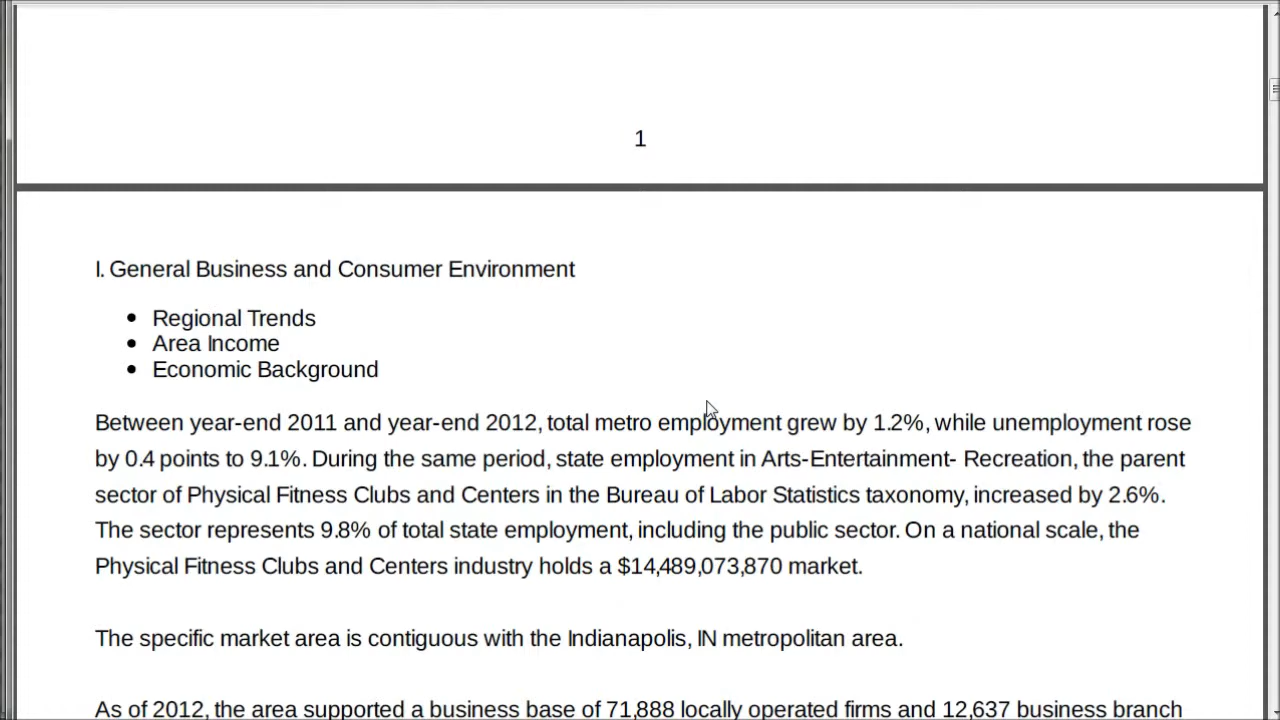 1
I. General Business and Consumer Environment
• Regional Trends
• Area Income
• Economic Background
Between year-end 2011 and year-end 2012, total metro employment grew by 1.2%, while unemployment rose
by 0.4 points to 9.1%. During the same period, state employment in Arts-Entertainment- Recreation, the parent
sector of Physical Fitness Clubs and Centers in the Bureau of Labor Statistics taxonomy, increased by 2.6%.
The sector represents 9.8% of total state employment, including the public sector. On a national scale, the
Physical Fitness Clubs and Centers industry holds a $14,489,073,870 market.
The specific market area is contiguous with the Indianapolis, IN metropolitan area.
As of 2012, the area supported a business base of 71,888 locally operated firms and 12,637 business branch